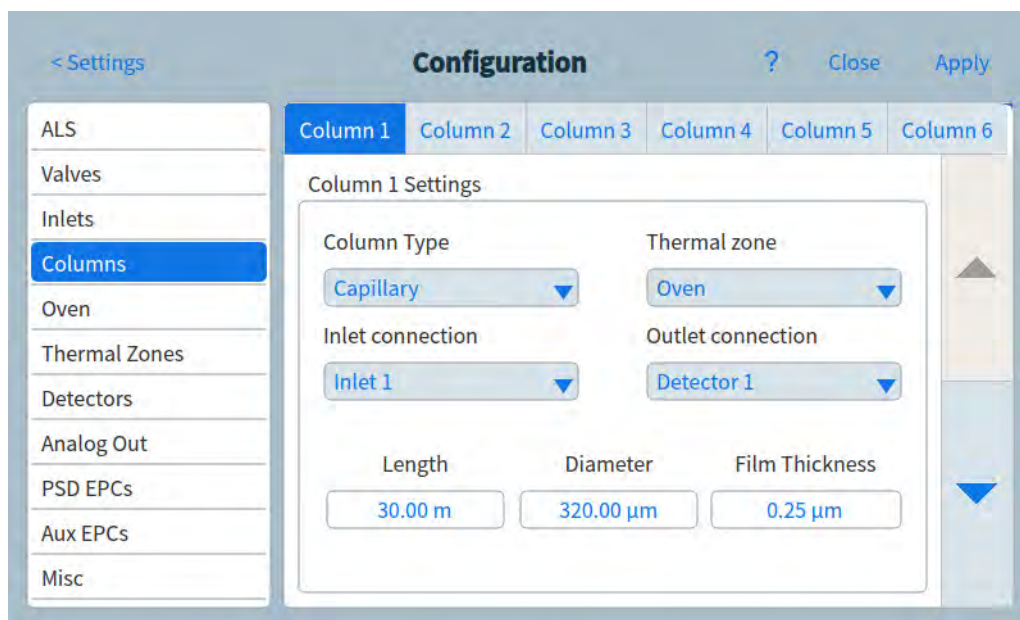 < Settings
Configuration
?
Close
Apply
ALS
Valves
Inlets
Columns
Oven
Thermal Zones
Detectors
Analog Out
PSD EPCs
Aux EPCs
Misc
Column 1
Column 2
Column 3
Column 4
Column 5
Column 6
Column 1 Settings
Column Type
Thermal zone
Capillary
Oven
Inlet connection
Outlet connection
Inlet 1
Detector 1
Length
Diameter
Film Thickness
30.00 m
320.00 µm
0.25 µm